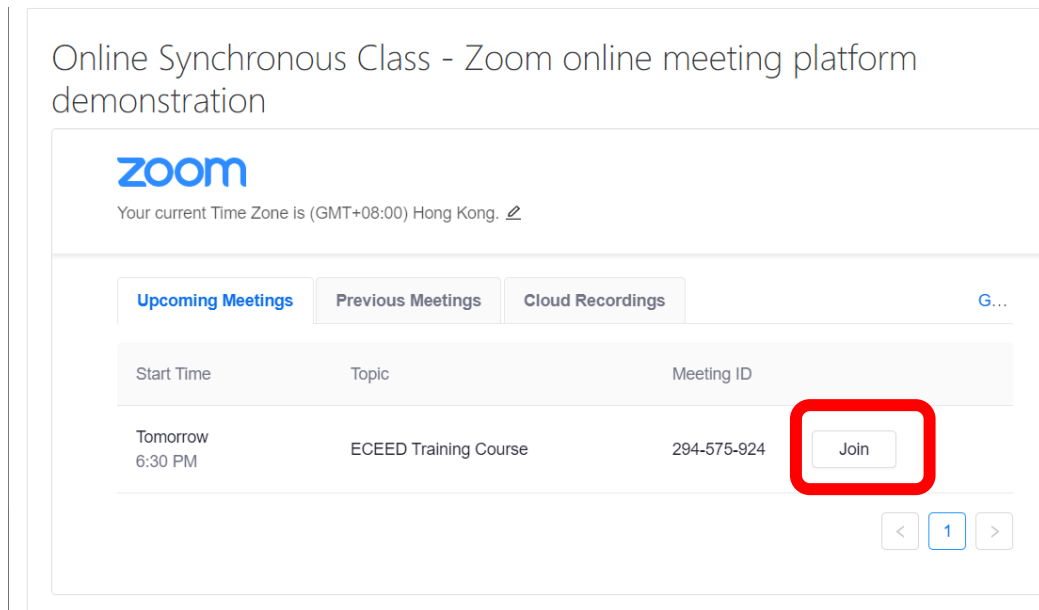 Online Synchronous Class - Zoom online meeting platform
demonstration
zoom
Your current Time Zone is (GMT+08:00) Hong Kong.
Upcoming Meetings Previous Meetings Cloud Recordings G...
Start Time Topic Meeting ID
Tomorrow
6:30 PM ECEED Training Course 294-575-924 Join
< 1 >